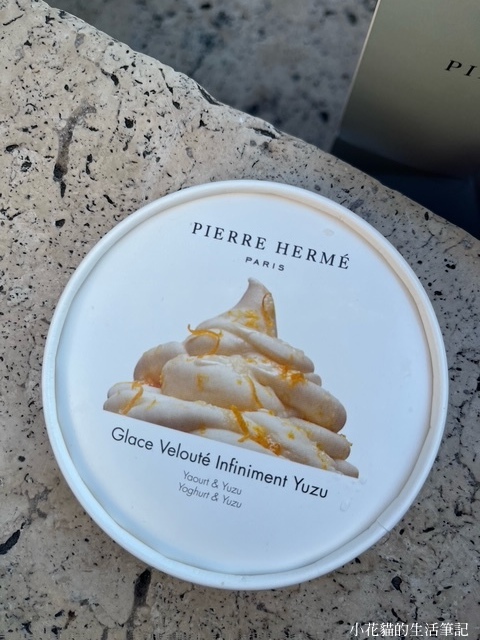 PI
PIERRE HERMÉ
PARIS
Glace Velouté Infiniment Yuzu
Yaourt & Yuzu
Yoghurt & Yuzu
小花貓的生活筆記